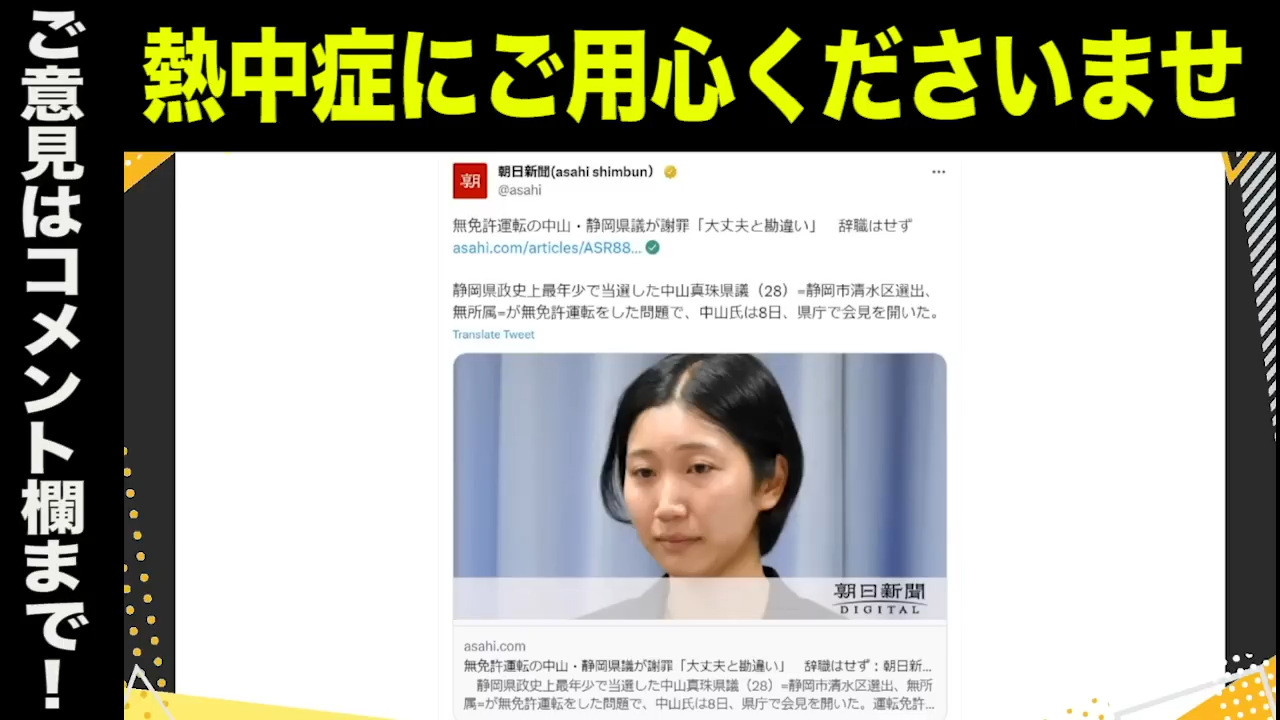 熱中症にご用心くださいませ
ご意見はコメント欄まで!
朝
朝日新聞(asahi shimbun)
@asahi
無免許運転の中山・静岡県議が謝罪「大丈夫と勘違い」　辞職はせず
asahi.com/articles/ASR88...
静岡県政史上最年少で当選した中山真珠県議(28)=静岡市清水区選出、
無所属=が無免許運転をした問題で、中山氏は8日、県庁で会見を開いた。
Translate Tweet
朝日新聞
DIGITAL
asahi.com
無免許運転の中山・静岡県議が謝罪「大丈夫と勘違い」　辞職はせず:朝日新...
静岡県政史上最年少で当選した中山真珠県議(28)=静岡市清水区選出、無所
属=が無免許運転をした問題で、中山氏は8日、県庁で会見を開いた。運転免許...